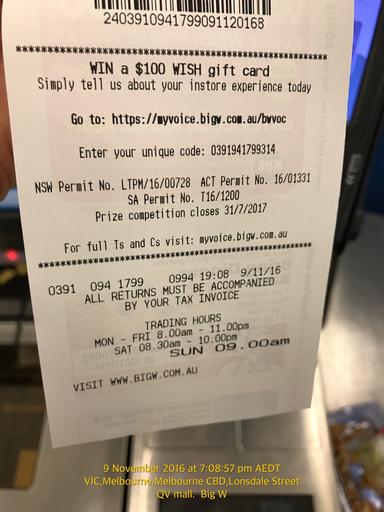 2403910941799091120168
****************************************************
WIN a $100 WISH gift card
Simply tell us about your instore experience today
Go to: https://myvoice.bigw.com.au/bwvoc
Enter your unique code: 0391941799314
NSW Permit No. LTPM/16/00728 ACT Permit No. 16/01331
SA Permit No. T16/1200
Prize competition closes 31/7/2017
For full Ts and Cs visit: myvoice.bigw.com.au
****************************************************
0391 094 1799 0994 19:08 9/11/16
ALL RETURNS MUST BE ACCOMPANIED
BY YOUR TAX INVOICE
TRADING HOURS
MON - FRI 8.00am - 11.00pm
SAT 08.30am - 10.00pm
SUN 09.00am
VISIT WWW.BIGW.COM.AU
9 November 2016 at 7:08:57 pm AEDT
VIC,Melbourne,Melbourne CBD,Lonsdale Street
QV mall, Big W